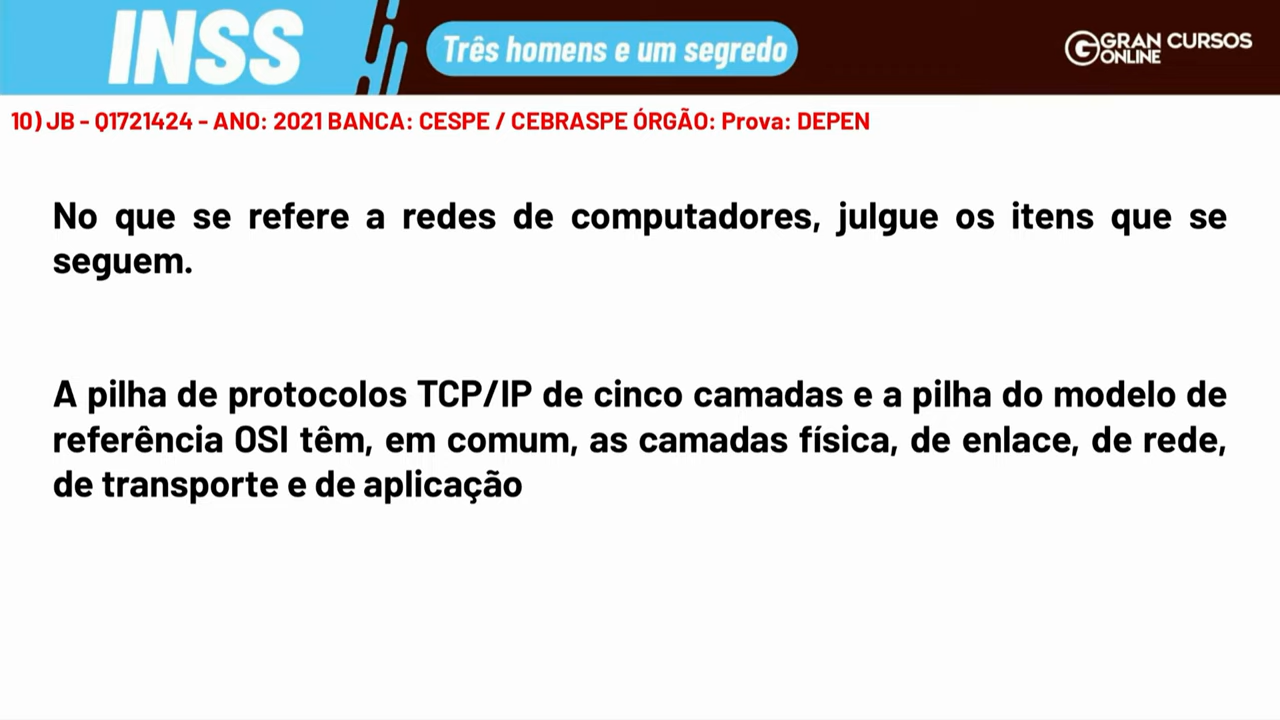 INSS
Três homens e um segredo
GRAN CURSOS
ONLINE
10) JB - Q1721424 - ANO: 2021 BANCA: CESPE / CEBRASPE ÓRGÃO: Prova: DEPEN
No que se refere a redes de computadores, julgue os itens que se
seguem.
A pilha de protocolos TCP/IP de cinco camadas e a pilha do modelo de
referência OSI têm, em comum, as camadas física, de enlace, de rede,
de transporte e de aplicação